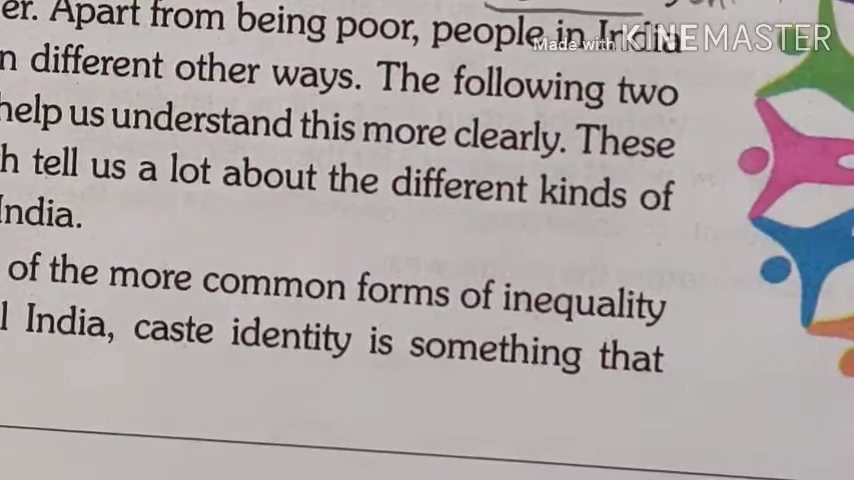 er. Apart from being poor, people in India
n different other ways. The following two
help us understand this more clearly. These
h tell us a lot about the different kinds of
India.
of the more common forms of inequality
l India, caste identity is something that
Made with KINEMASTER